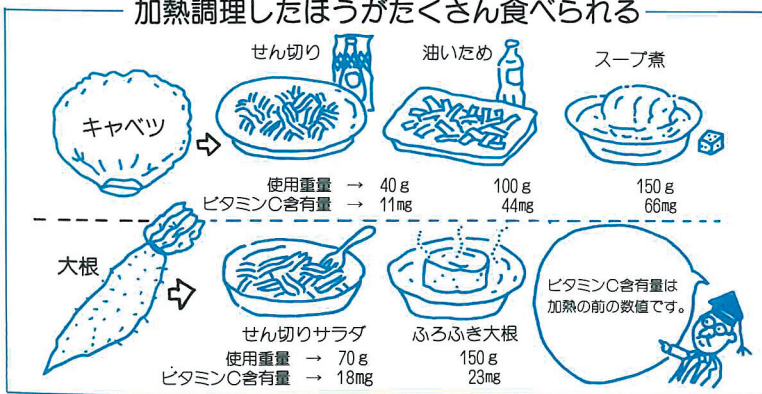 加熱調理したほうがたくさん食べられる
せん切り 油いため スープ煮
キャベツ
使用重量 → 40g 100g 150g
ビタミンC含有量 → 11mg 44mg 66mg
大根
せん切りサラダ ふろふき大根
使用重量 → 70g 150g
ビタミンC含有量 → 18mg 23mg
ビタミンC含有量は
加熱の前の数値です。